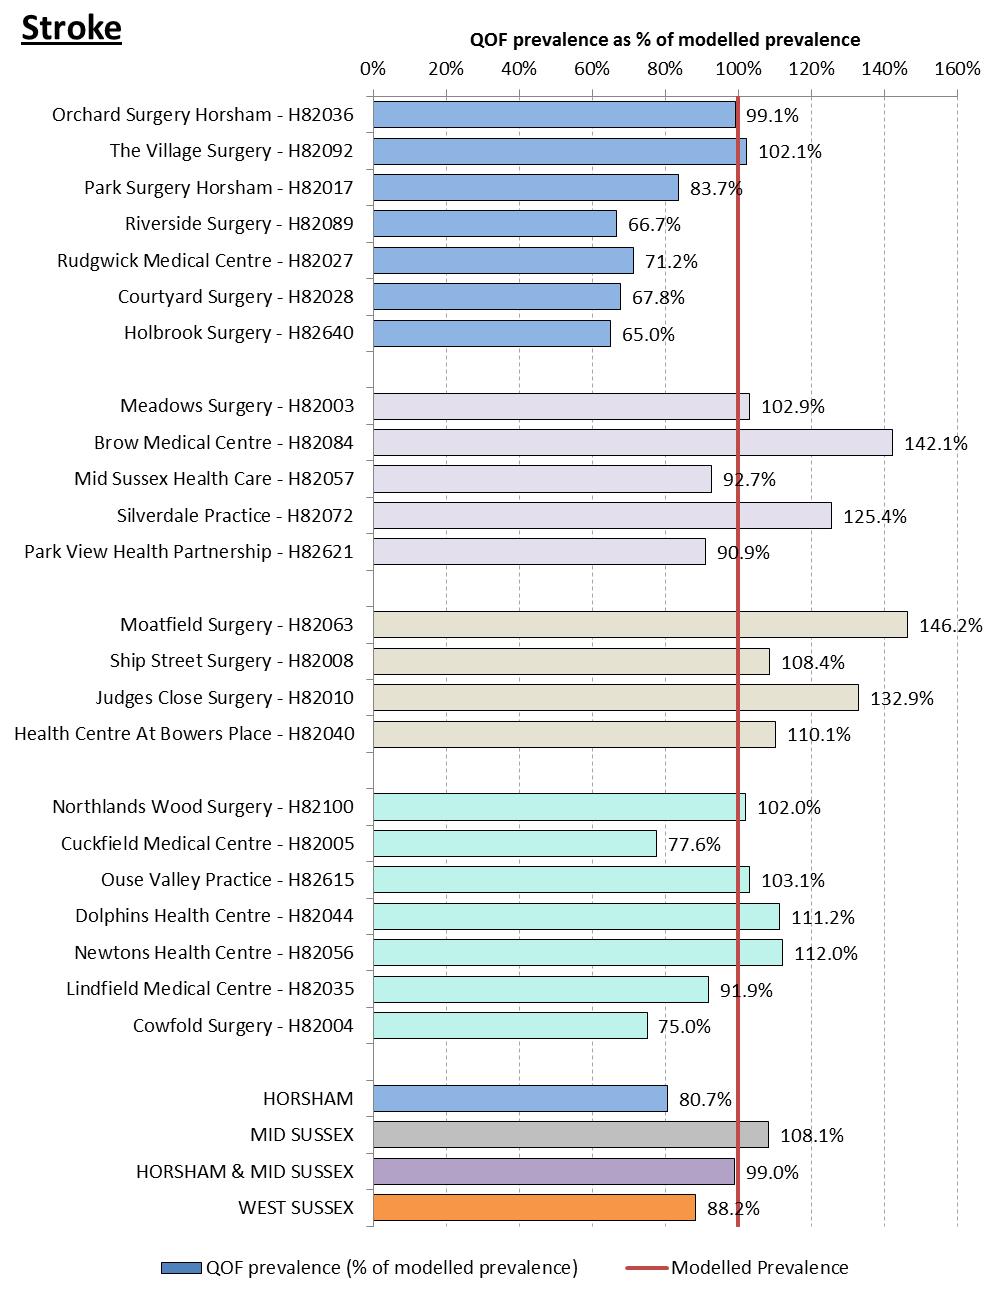 Stroke
QOF prevalence as % of modelled prevalence
0% 20% 40% 60% 80% 100% 120% 140% 160%
Orchard Surgery Horsham - H82036 99.1%
The Village Surgery - H82092 102.1%
Park Surgery Horsham - H82017 83.7%
Riverside Surgery - H82089 66.7%
Rudgwick Medical Centre - H82027 71.2%
Courtyard Surgery - H82028 67.8%
Holbrook Surgery - H82640 65.0%
Meadows Surgery - H82003 102.9%
Brow Medical Centre - H82084 142.1%
Mid Sussex Health Care - H82057 92.7%
Silverdale Practice - H82072 125.4%
Park View Health Partnership - H82621 90.9%
Moatfield Surgery - H82063 146.2%
Ship Street Surgery - H82008 108.4%
Judges Close Surgery - H82010 132.9%
Health Centre At Bowers Place - H82040 110.1%
Northlands Wood Surgery - H82100 102.0%
Cuckfield Medical Centre - H82005 77.6%
Ouse Valley Practice - H82615 103.1%
Dolphins Health Centre - H82044 111.2%
Newtons Health Centre - H82056 112.0%
Lindfield Medical Centre - H82035 91.9%
Cowfold Surgery - H82004 75.0%
HORSHAM 80.7%
MID SUSSEX 108.1%
HORSHAM & MID SUSSEX 99.0%
WEST SUSSEX 88.2%
QOF prevalence (% of modelled prevalence) Modelled Prevalence